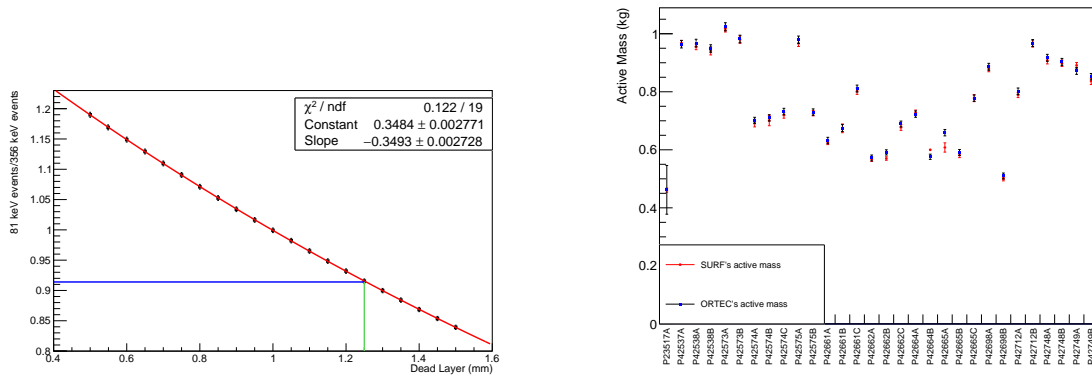 81 keV events/356 keV events
1.2
1.15
1.1
1.05
1
0.95
0.9
0.85
0.8
χ² / ndf 0.122 / 19
Constant 0.3484 ± 0.002771
Slope −0.3493 ± 0.002728
0.4 0.6 0.8 1 1.2 1.4 1.6
Dead Layer (mm)
Active Mass (kg)
1
0.8
0.6
0.4
0.2
0
SURF's active mass
ORTEC's active mass
P23517A
P42537A
P42538A
P42538B
P42573A
P42573B
P42574A
P42574B
P42574C
P42575A
P42575B
P42661A
P42661B
P42661C
P42662A
P42662B
P42662C
P42664A
P42664B
P42665A
P42665B
P42665C
P42698A
P42698B
P42712A
P42712B
P42748A
P42748B
P42749A
P42749B